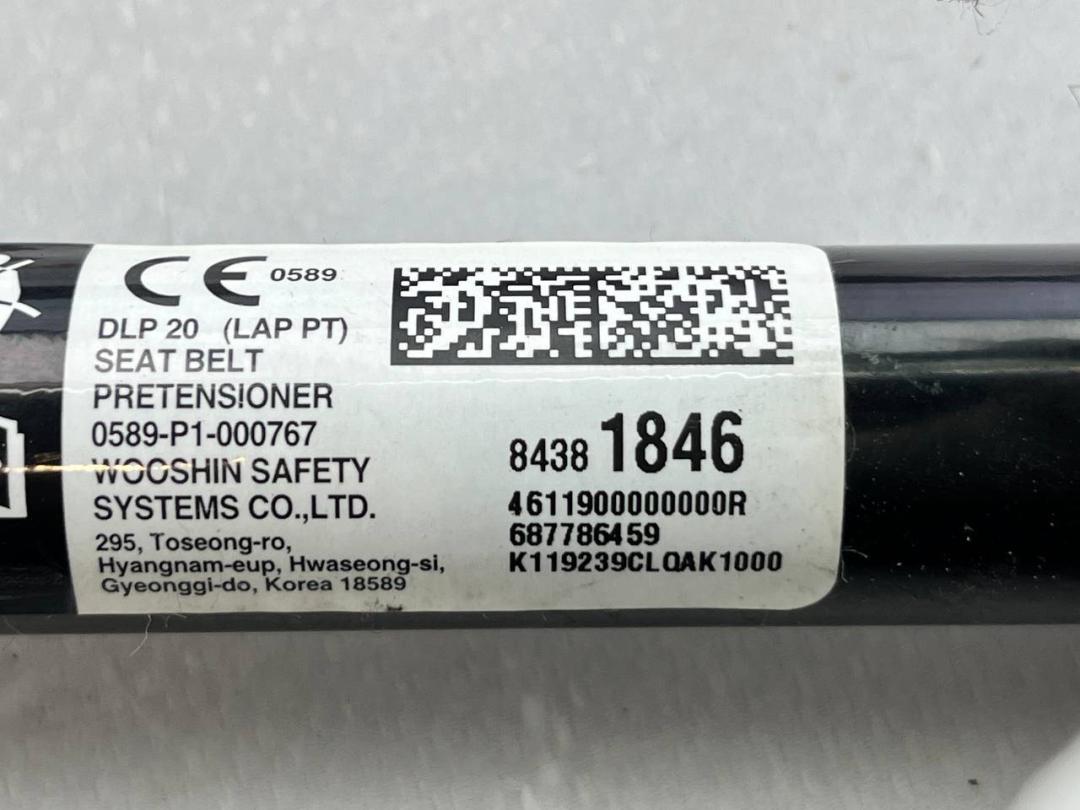 CE 0589
DLP 20 (LAP PT)
SEAT BELT
PRETENSIONER
0589-P1-000767
WOOSHIN SAFETY
SYSTEMS CO.,LTD.
295, Toseong-ro,
Hyangnam-eup, Hwaseong-si,
Gyeonggi-do, Korea 18589
8438 1846
4611900000000R
687786459
K119239CLQAK1000